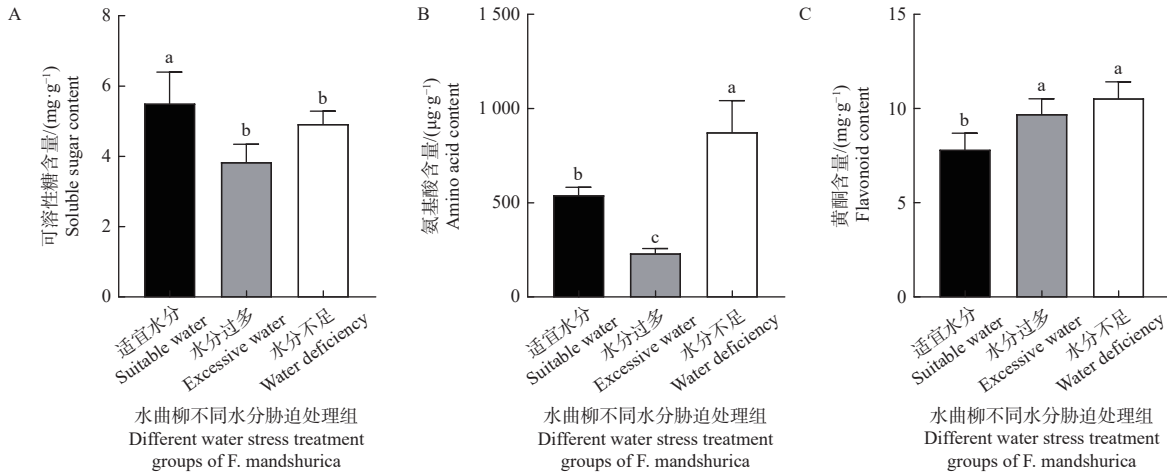 A
可溶性糖含量/(mg·g⁻¹)
Soluble sugar content
8
6
4
2
0
a
b
b
适宜水分
Suitable water
水分过多
Excessive water
水分不足
Water deficiency
水曲柳不同水分胁迫处理组
Different water stress treatment
groups of F. mandshurica
B
氨基酸含量/(μg·g⁻¹)
Amino acid content
1 500
1 000
500
0
b
c
a
适宜水分
Suitable water
水分过多
Excessive water
水分不足
Water deficiency
水曲柳不同水分胁迫处理组
Different water stress treatment
groups of F. mandshurica
C
黄酮含量/(mg·g⁻¹)
Flavonoid content
15
10
5
0
b
a
a
适宜水分
Suitable water
水分过多
Excessive water
水分不足
Water deficiency
水曲柳不同水分胁迫处理组
Different water stress treatment
groups of F. mandshurica